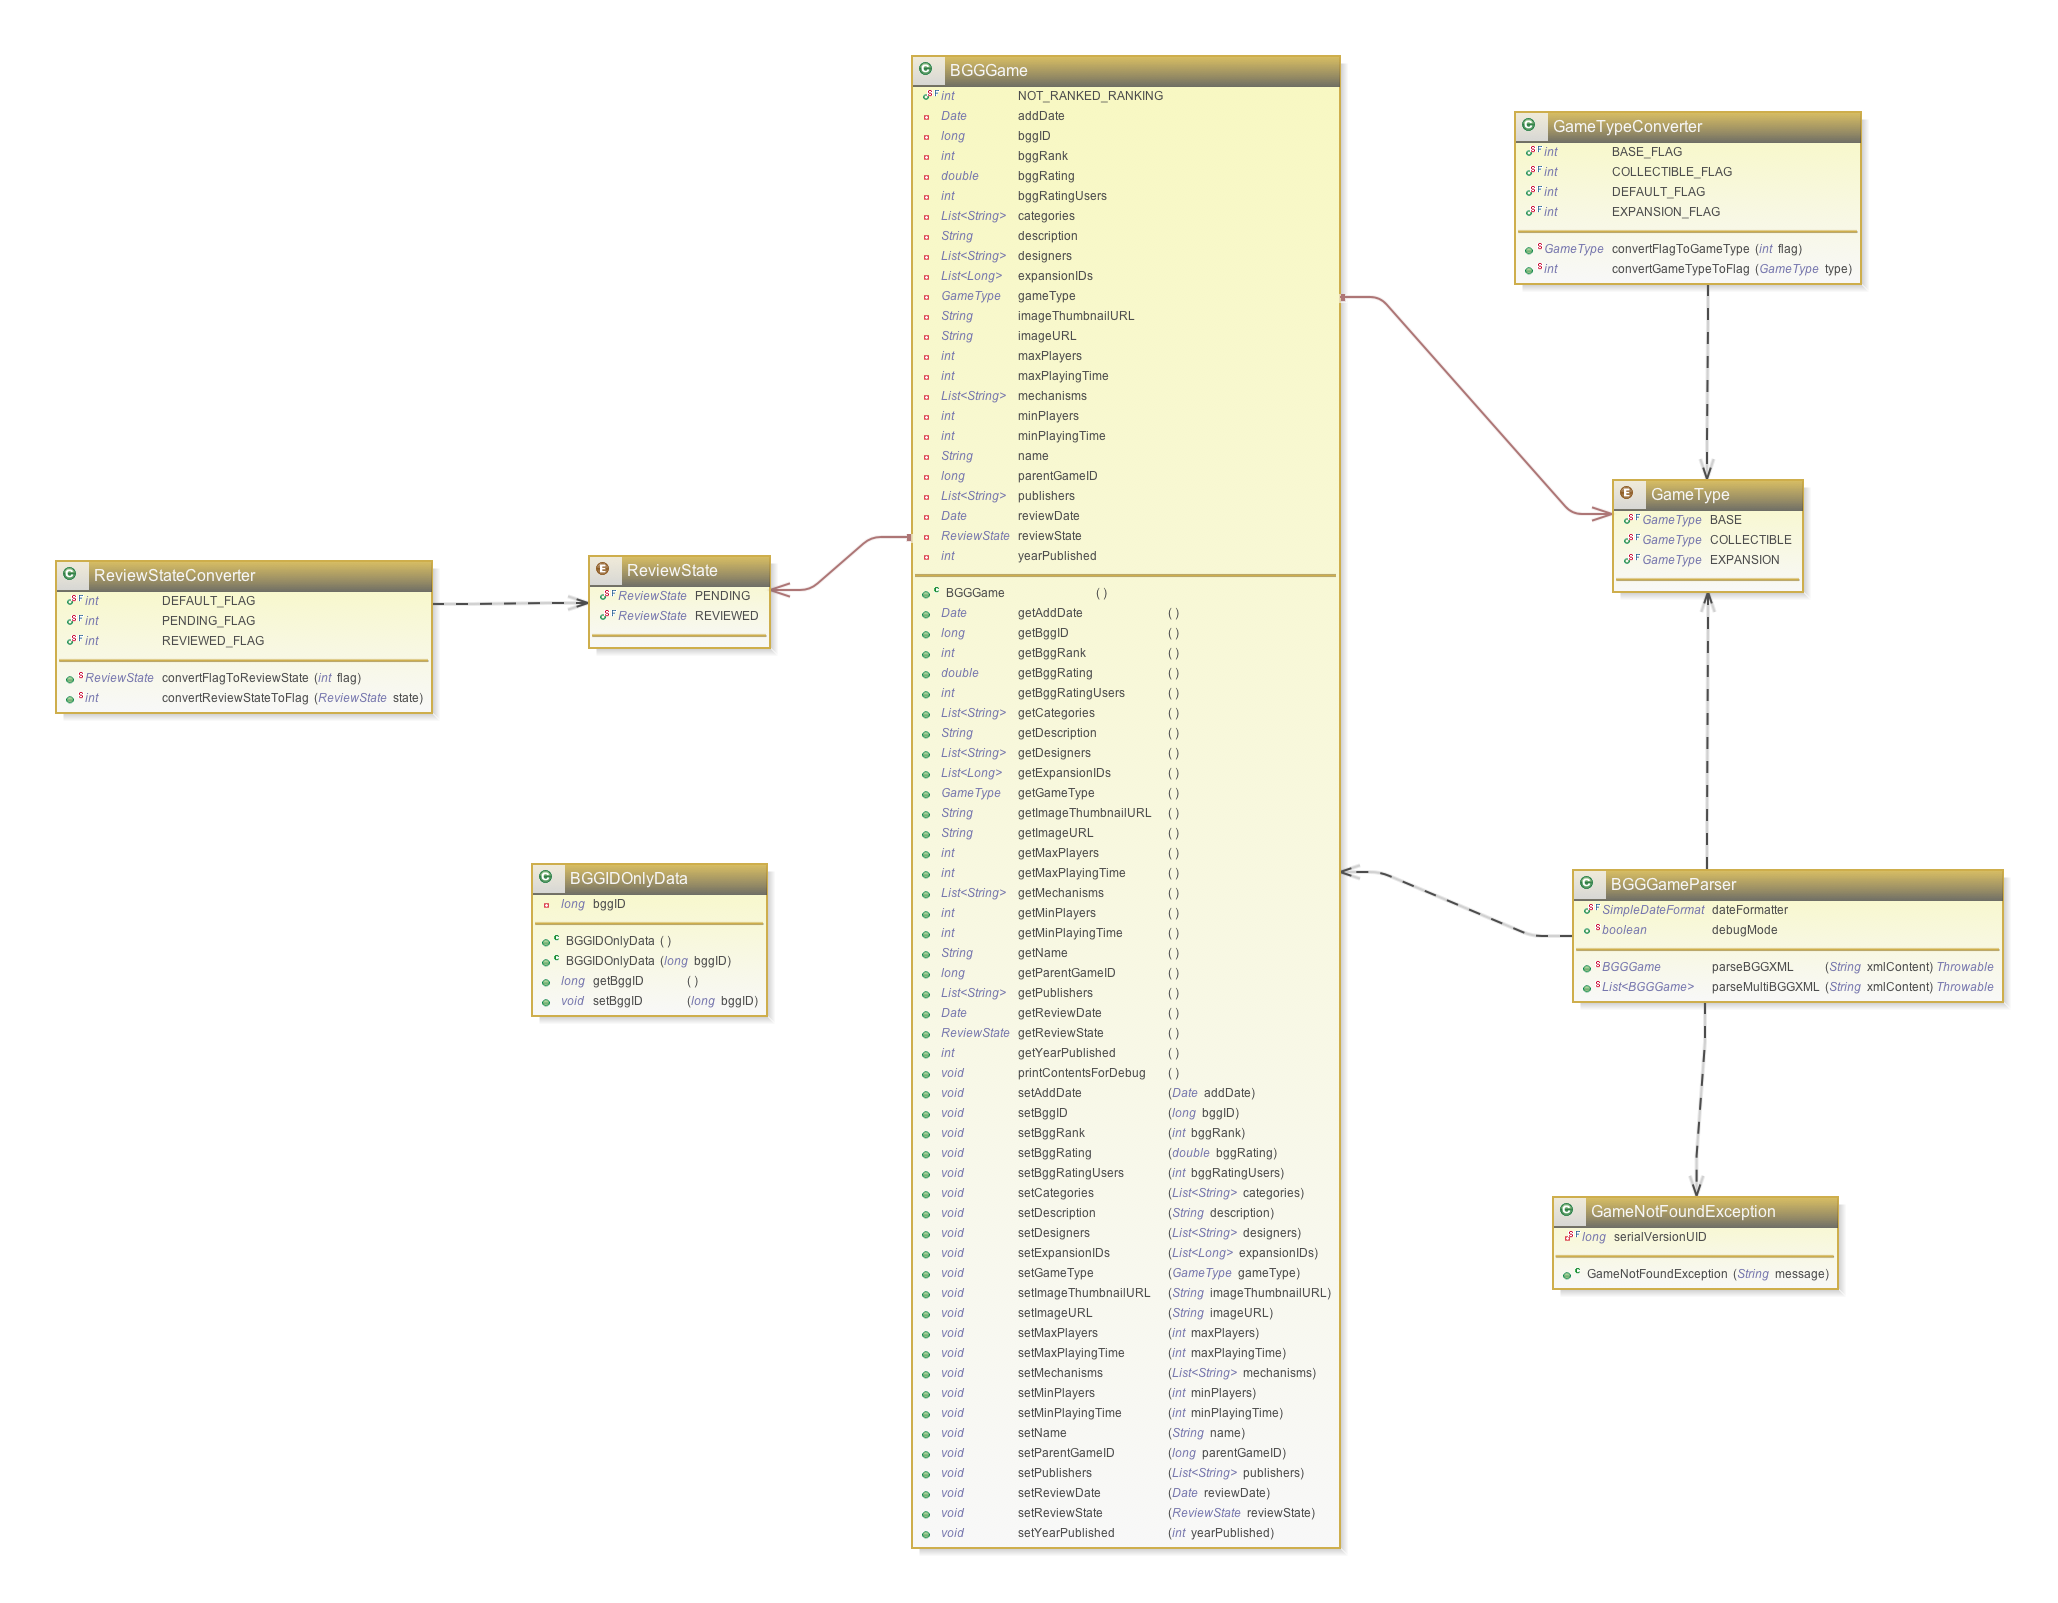 BGGGame
int NOT_RANKED_RANKING
Date addDate
long bggID
int bggRank
double bggRating
int bggRatingUsers
List<String> categories
String description
List<String> designers
List<Long> expansionIDs
GameType gameType
String imageThumbnailURL
String imageURL
int maxPlayers
int maxPlayingTime
List<String> mechanisms
int minPlayers
int minPlayingTime
String name
long parentGameID
List<String> publishers
Date reviewDate
ReviewState reviewState
int yearPublished
BGGGame ( )
Date getAddDate ( )
long getBggID ( )
int getBggRank ( )
double getBggRating ( )
int getBggRatingUsers ( )
List<String> getCategories ( )
String getDescription ( )
List<String> getDesigners ( )
List<Long> getExpansionIDs ( )
GameType getGameType ( )
String getImageThumbnailURL ( )
String getImageURL ( )
int getMaxPlayers ( )
int getMaxPlayingTime ( )
List<String> getMechanisms ( )
int getMinPlayers ( )
int getMinPlayingTime ( )
String getName ( )
long getParentGameID ( )
List<String> getPublishers ( )
Date getReviewDate ( )
ReviewState getReviewState ( )
int getYearPublished ( )
void printContentsForDebug ( )
void setAddDate (Date addDate)
void setBggID (long bggID)
void setBggRank (int bggRank)
void setBggRating (double bggRating)
void setBggRatingUsers (int bggRatingUsers)
void setCategories (List<String> categories)
void setDescription (String description)
void setDesigners (List<String> designers)
void setExpansionIDs (List<Long> expansionIDs)
void setGameType (GameType gameType)
void setImageThumbnailURL (String imageThumbnailURL)
void setImageURL (String imageURL)
void setMaxPlayers (int maxPlayers)
void setMaxPlayingTime (int maxPlayingTime)
void setMechanisms (List<String> mechanisms)
void setMinPlayers (int minPlayers)
void setMinPlayingTime (int minPlayingTime)
void setName (String name)
void setParentGameID (long parentGameID)
void setPublishers (List<String> publishers)
void setReviewDate (Date reviewDate)
void setReviewState (ReviewState reviewState)
void setYearPublished (int yearPublished)
GameTypeConverter
int BASE_FLAG
int COLLECTIBLE_FLAG
int DEFAULT_FLAG
int EXPANSION_FLAG
GameType convertFlagToGameType (int flag)
int convertGameTypeToFlag (GameType type)
GameType
GameType BASE
GameType COLLECTIBLE
GameType EXPANSION
ReviewStateConverter
int DEFAULT_FLAG
int PENDING_FLAG
int REVIEWED_FLAG
ReviewState convertFlagToReviewState (int flag)
int convertReviewStateToFlag (ReviewState state)
ReviewState
ReviewState PENDING
ReviewState REVIEWED
BGGIDOnlyData
long bggID
BGGIDOnlyData ( )
BGGIDOnlyData (long bggID)
long getBggID ( )
void setBggID (long bggID)
BGGGameParser
SimpleDateFormat dateFormatter
boolean debugMode
BGGGame parseBGGXML (String xmlContent) Throwable
List<BGGGame> parseMultiBGGXML (String xmlContent) Throwable
GameNotFoundException
long serialVersionUID
GameNotFoundException (String message)